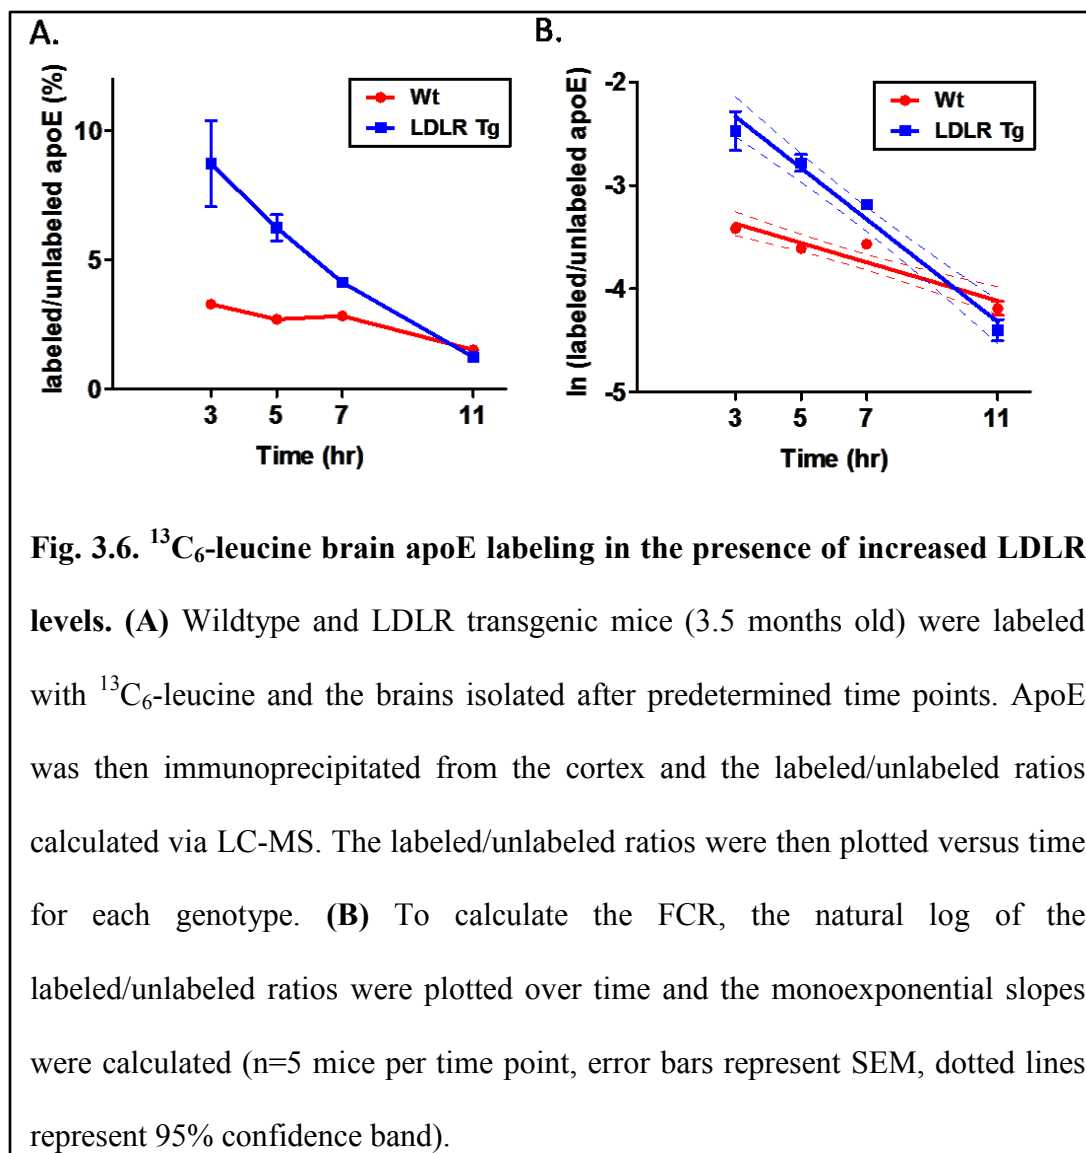 A.
B.
labeled/unlabeled apoE (%)
Wt
LDLR Tg
10
5
0
3 5 7 11
Time (hr)
ln (labeled/unlabeled apoE)
Wt
LDLR Tg
-2
-3
-4
-5
3 5 7 11
Time (hr)
Fig. 3.6. ¹³C₆-leucine brain apoE labeling in the presence of increased LDLR
levels. (A) Wildtype and LDLR transgenic mice (3.5 months old) were labeled
with ¹³C₆-leucine and the brains isolated after predetermined time points. ApoE
was then immunoprecipitated from the cortex and the labeled/unlabeled ratios
calculated via LC-MS. The labeled/unlabeled ratios were then plotted versus time
for each genotype. (B) To calculate the FCR, the natural log of the
labeled/unlabeled ratios were plotted over time and the monoexponential slopes
were calculated (n=5 mice per time point, error bars represent SEM, dotted lines
represent 95% confidence band).